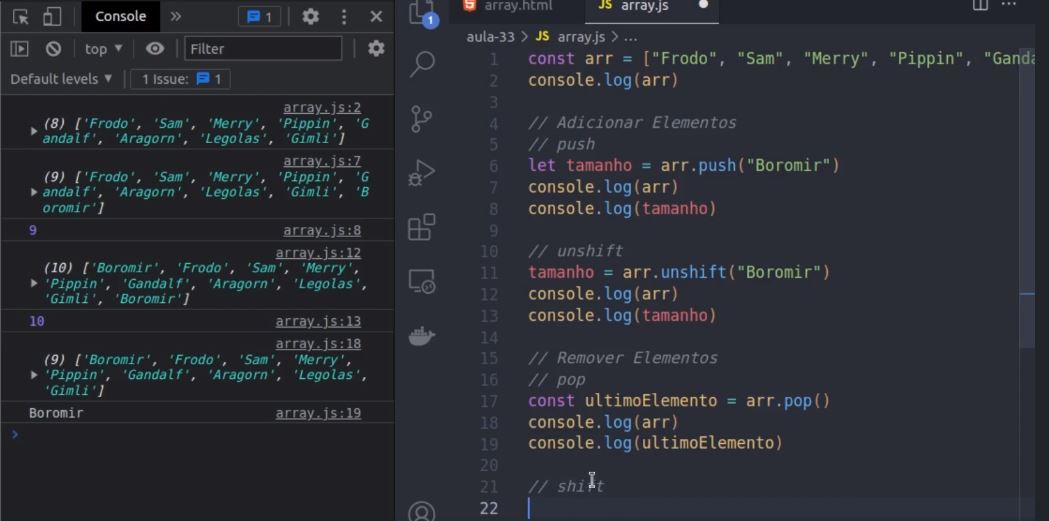 Console »
1
top
Filter
Default levels
1 Issue: 1
array.js:2
(8) ['Frodo', 'Sam', 'Merry', 'Pippin', 'G
andalf', 'Aragorn', 'Legolas', 'Gimli']
array.js:7
(9) ['Frodo', 'Sam', 'Merry', 'Pippin', 'G
andalf', 'Aragorn', 'Legolas', 'Gimli', 'B
oromir']
9 array.js:8
array.js:12
(10) ['Boromir', 'Frodo', 'Sam', 'Merry',
'Pippin', 'Gandalf', 'Aragorn', 'Legolas',
'Gimli', 'Boromir']
10 array.js:13
array.js:18
(9) ['Boromir', 'Frodo', 'Sam', 'Merry',
'Pippin', 'Gandalf', 'Aragorn', 'Legolas',
'Gimli']
Boromir array.js:19
>
1
array.html JS array.js
aula-33 > JS array.js > ...
1 const arr = ["Frodo", "Sam", "Merry", "Pippin", "Ganda
2 console.log(arr)
3
4 // Adicionar Elementos
5 // push
6 let tamanho = arr.push("Boromir")
7 console.log(arr)
8 console.log(tamanho)
9
10 // unshift
11 tamanho = arr.unshift("Boromir")
12 console.log(arr)
13 console.log(tamanho)
14
15 // Remover Elementos
16 // pop
17 const ultimoElemento = arr.pop()
18 console.log(arr)
19 console.log(ultimoElemento)
20
21 // shift
22